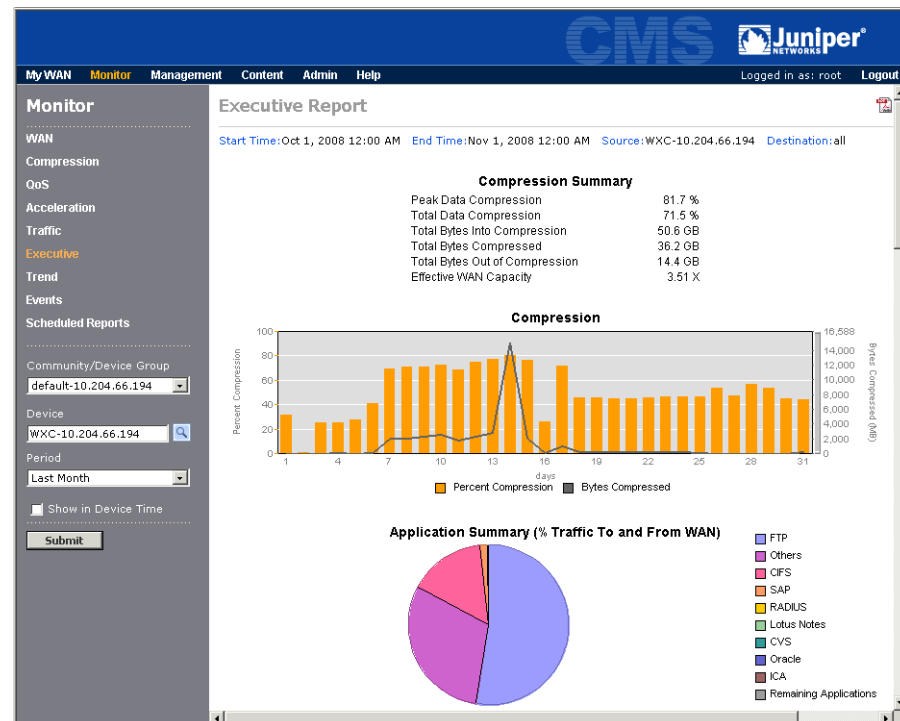 CMS
Juniper®
NETWORKS
My WAN Monitor Management Content Admin Help
Logged in as: root Logout
Monitor
WAN
Compression
QoS
Acceleration
Traffic
Executive
Trend
Events
Scheduled Reports
Community/Device Group
default-10.204.66.194
Device
WXC-10.204.66.194
Period
Last Month
Show in Device Time
Submit
Executive Report
Start Time:Oct 1, 2008 12:00 AM End Time:Nov 1, 2008 12:00 AM Source:WXC-10.204.66.194 Destination:all
Compression Summary
Peak Data Compression 81.7 %
Total Data Compression 71.5 %
Total Bytes Into Compression 50.6 GB
Total Bytes Compressed 36.2 GB
Total Bytes Out of Compression 14.4 GB
Effective WAN Capacity 3.51 X
Compression
Percent Compression
100
80
60
40
20
0
16,588
14,000
12,000
10,000
8,000
6,000
4,000
2,000
0
Bytes Compressed (MB)
1 4 7 10 13 16 19 22 25 28 31
days
Percent Compression Bytes Compressed
Application Summary (% Traffic To and From WAN)
FTP
Others
CIFS
SAP
RADIUS
Lotus Notes
CVS
Oracle
ICA
Remaining Applications